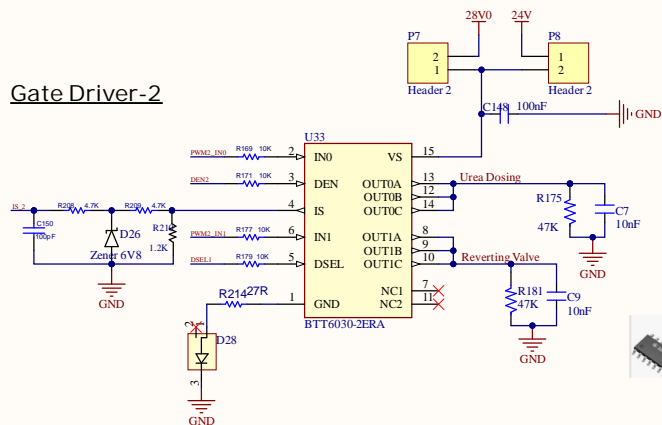 28V0
24V
P7
P8
2
1
1
2
Header 2
Header 2
Gate Driver-2
C148
100nF
GND
U33
PWM2_IN0
R169
10K
2
IN0
VS
15
DEN2
R171
10K
3
DEN
OUT0A
13
Urea Dosing
OUT0B
12
IS_2
R208
4.7K
R209
4.7K
4
IS
OUT0C
14
R175
C7
C150
100pF
D26
Zener 6V8
1.2K
PWM2_IN1
R177
10K
6
IN1
OUT1A
8
47K
10nF
OUT1B
9
DSEL1
R179
10K
5
DSEL
OUT1C
10
Reverting Valve
GND
GND
R214
27R
1
GND
NC1
7
NC2
11
R181
C9
47K
10nF
BTT6030-2ERA
2
1
D28
3
GND
GND